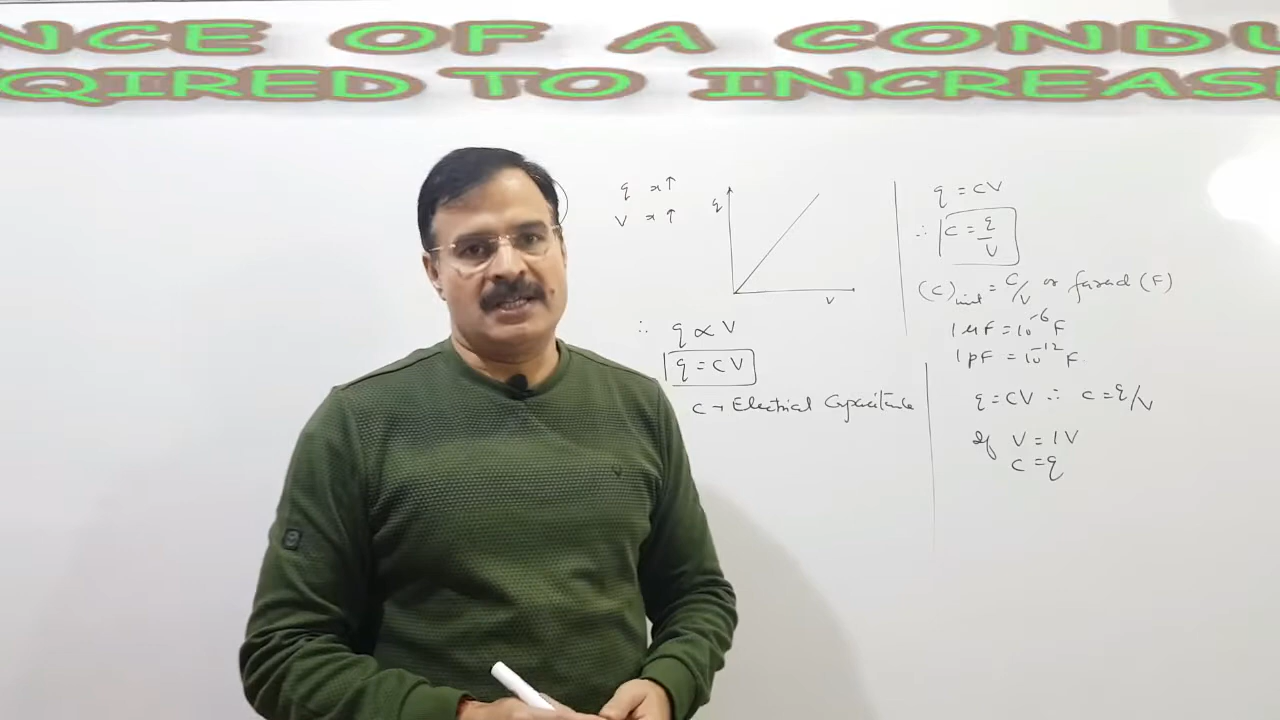 NCE OF A CONDU
QIRED TO INCREAS
q x ↑
V x ↑
q
V
∴ q ∝ V
q = CV
C → Electrical Capacitance
q = CV
∴ C = q/V
(C)unit = C/V or farad (F)
1 μF = 10⁻⁶ F
1 pF = 10⁻¹² F.
q = CV ∴ C = q/V
If V = 1V
C = q